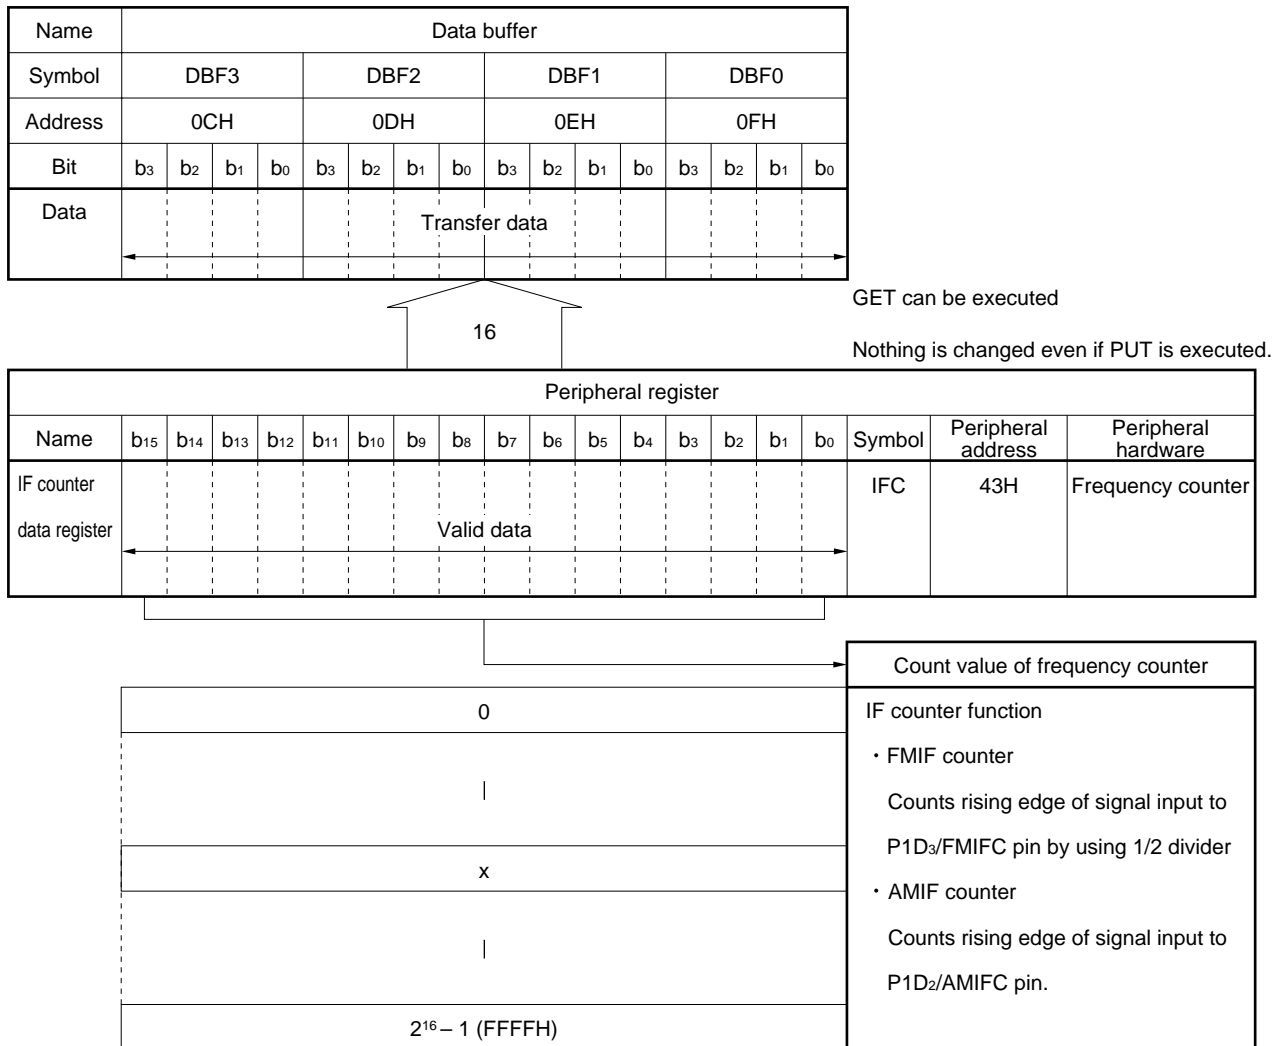 Name Data buffer
Symbol DBF3 DBF2 DBF1 DBF0
Address 0CH 0DH 0EH 0FH
Bit b3 b2 b1 b0 b3 b2 b1 b0 b3 b2 b1 b0 b3 b2 b1 b0
Data
Transfer data
GET can be executed
16
Nothing is changed even if PUT is executed.
Peripheral register
Name b15 b14 b13 b12 b11 b10 b9 b8 b7 b6 b5 b4 b3 b2 b1 b0 Symbol Peripheral address Peripheral hardware
IF counter IFC 43H Frequency counter
data register Valid data
Count value of frequency counter
0
IF counter function
・FMIF counter
Counts rising edge of signal input to
P1D3/FMIFC pin by using 1/2 divider
x
・AMIF counter
Counts rising edge of signal input to
P1D2/AMIFC pin.
2^16 – 1 (FFFFH)